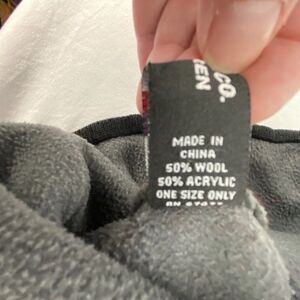 CO.
MADE IN
CHINA
50% WOOL
50% ACRYLIC
ONE SIZE ONLY